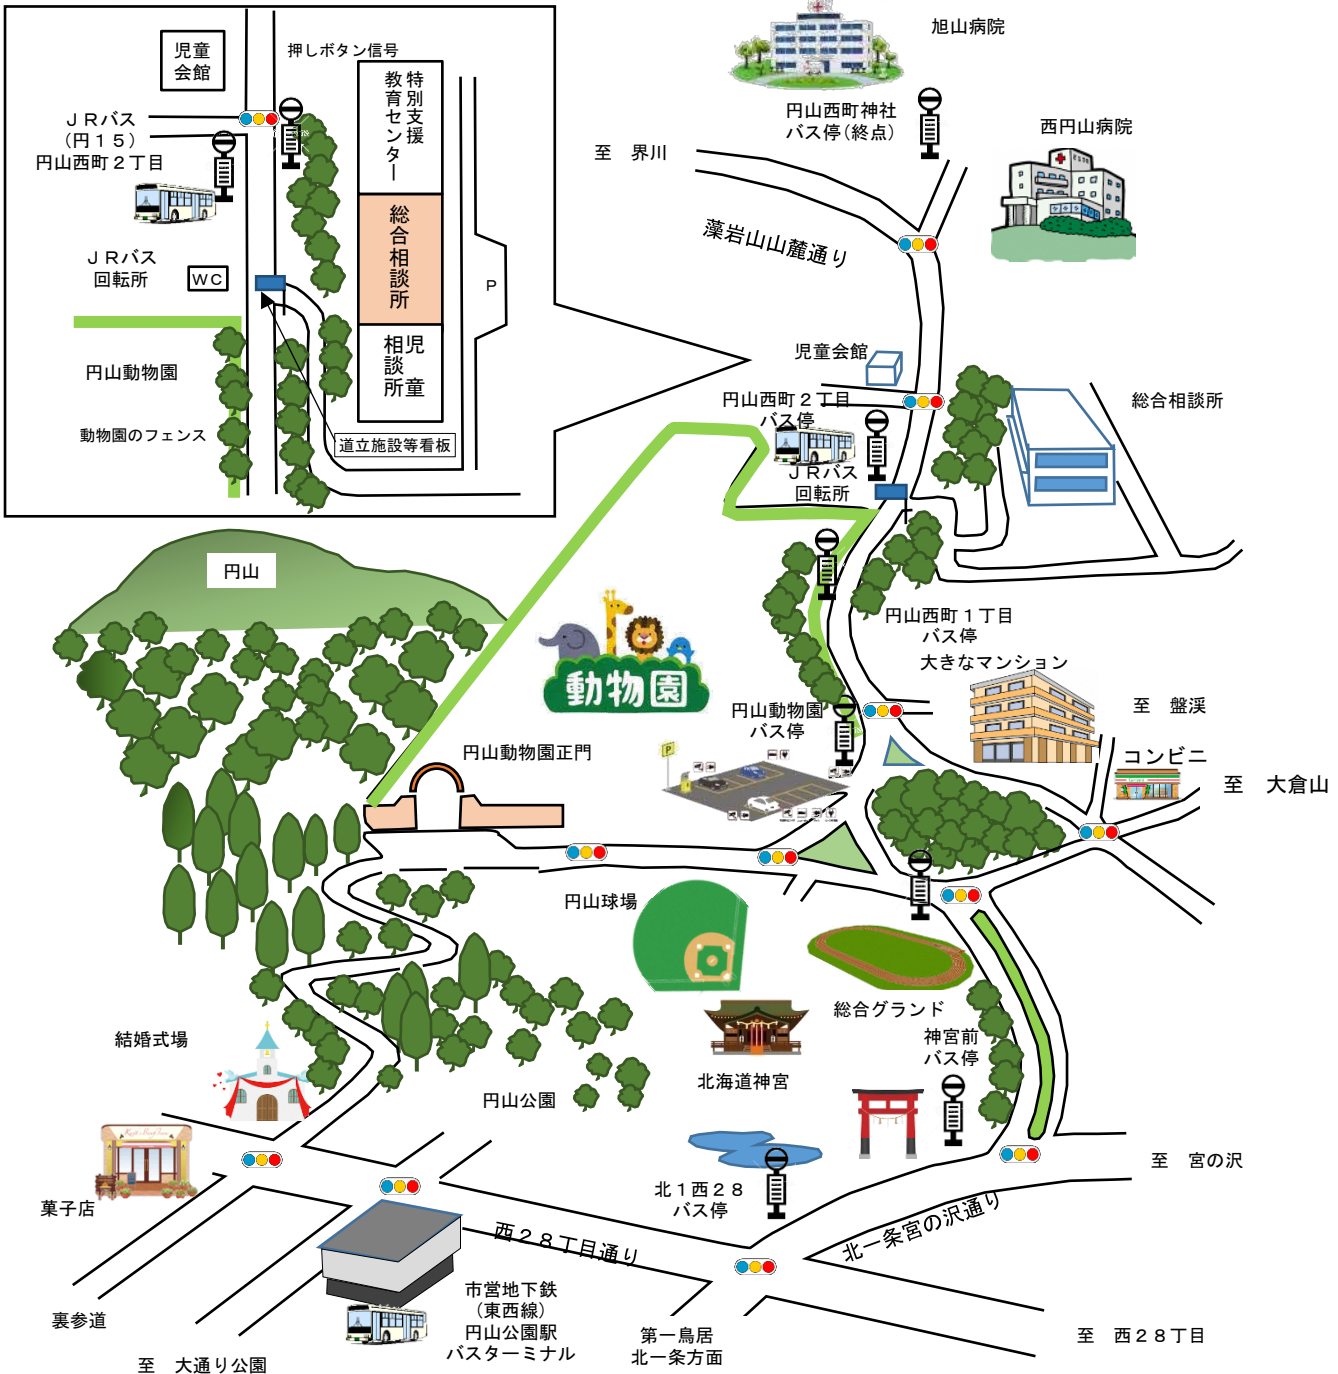 児童
会館
押しボタン信号
特別支援
教育センター
ＪＲバス
（円１５）
円山西町２丁目
総合相談所
ＪＲバス
回転所
ＷＣ
Ｐ
児童
相談所
円山動物園
動物園のフェンス
道立施設等看板
旭山病院
円山西町神社
バス停（終点）
西円山病院
至　界川
藻岩山山麓通り
児童会館
円山西町２丁目
バス停
ＪＲバス
回転所
総合相談所
円山
円山西町１丁目
バス停
大きなマンション
動物園
円山動物園
バス停
至　盤渓
コンビニ
至　大倉山
P
円山動物園正門
円山球場
総合グランド
神宮前
バス停
結婚式場
北海道神宮
円山公園
菓子店
北１西２８
バス停
至　宮の沢
北一条宮の沢通り
西２８丁目通り
市営地下鉄
（東西線）
円山公園駅
バスターミナル
裏参道
至　大通り公園
第一鳥居
北一条方面
至　西２８丁目